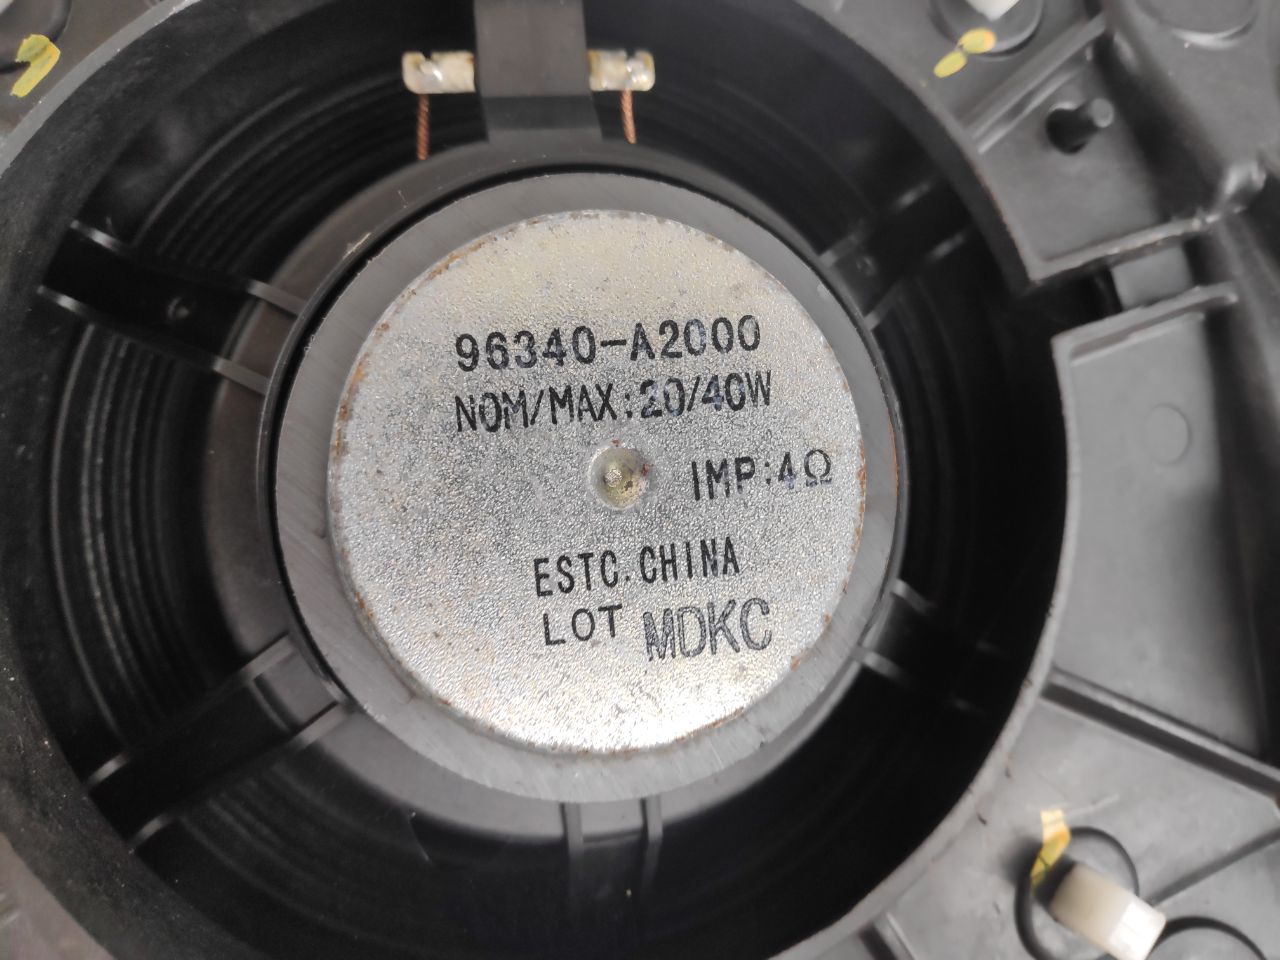 96340-A2000
NOM/MAX:20/40W
IMP:4Ω
ESTC.CHINA
LOT MDKC